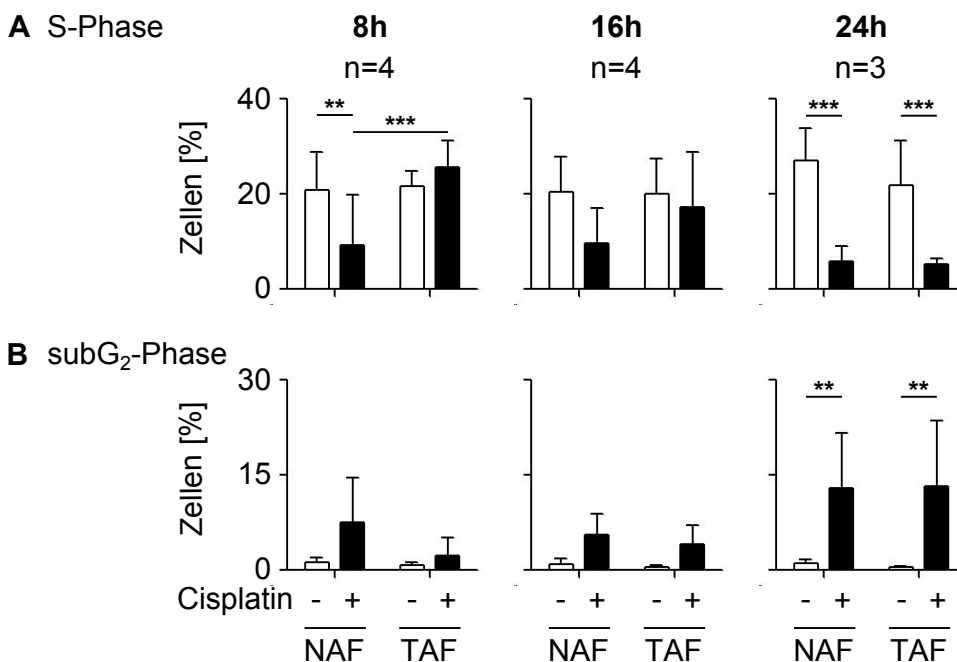 A S-Phase 8h 16h 24h
n=4 n=4 n=3
Zellen [%]
40
20
0
** ***
*** ***
B subG₂-Phase
Zellen [%]
30
15
0
** **
Cisplatin - + - + - + - + - + - +
NAF TAF NAF TAF NAF TAF